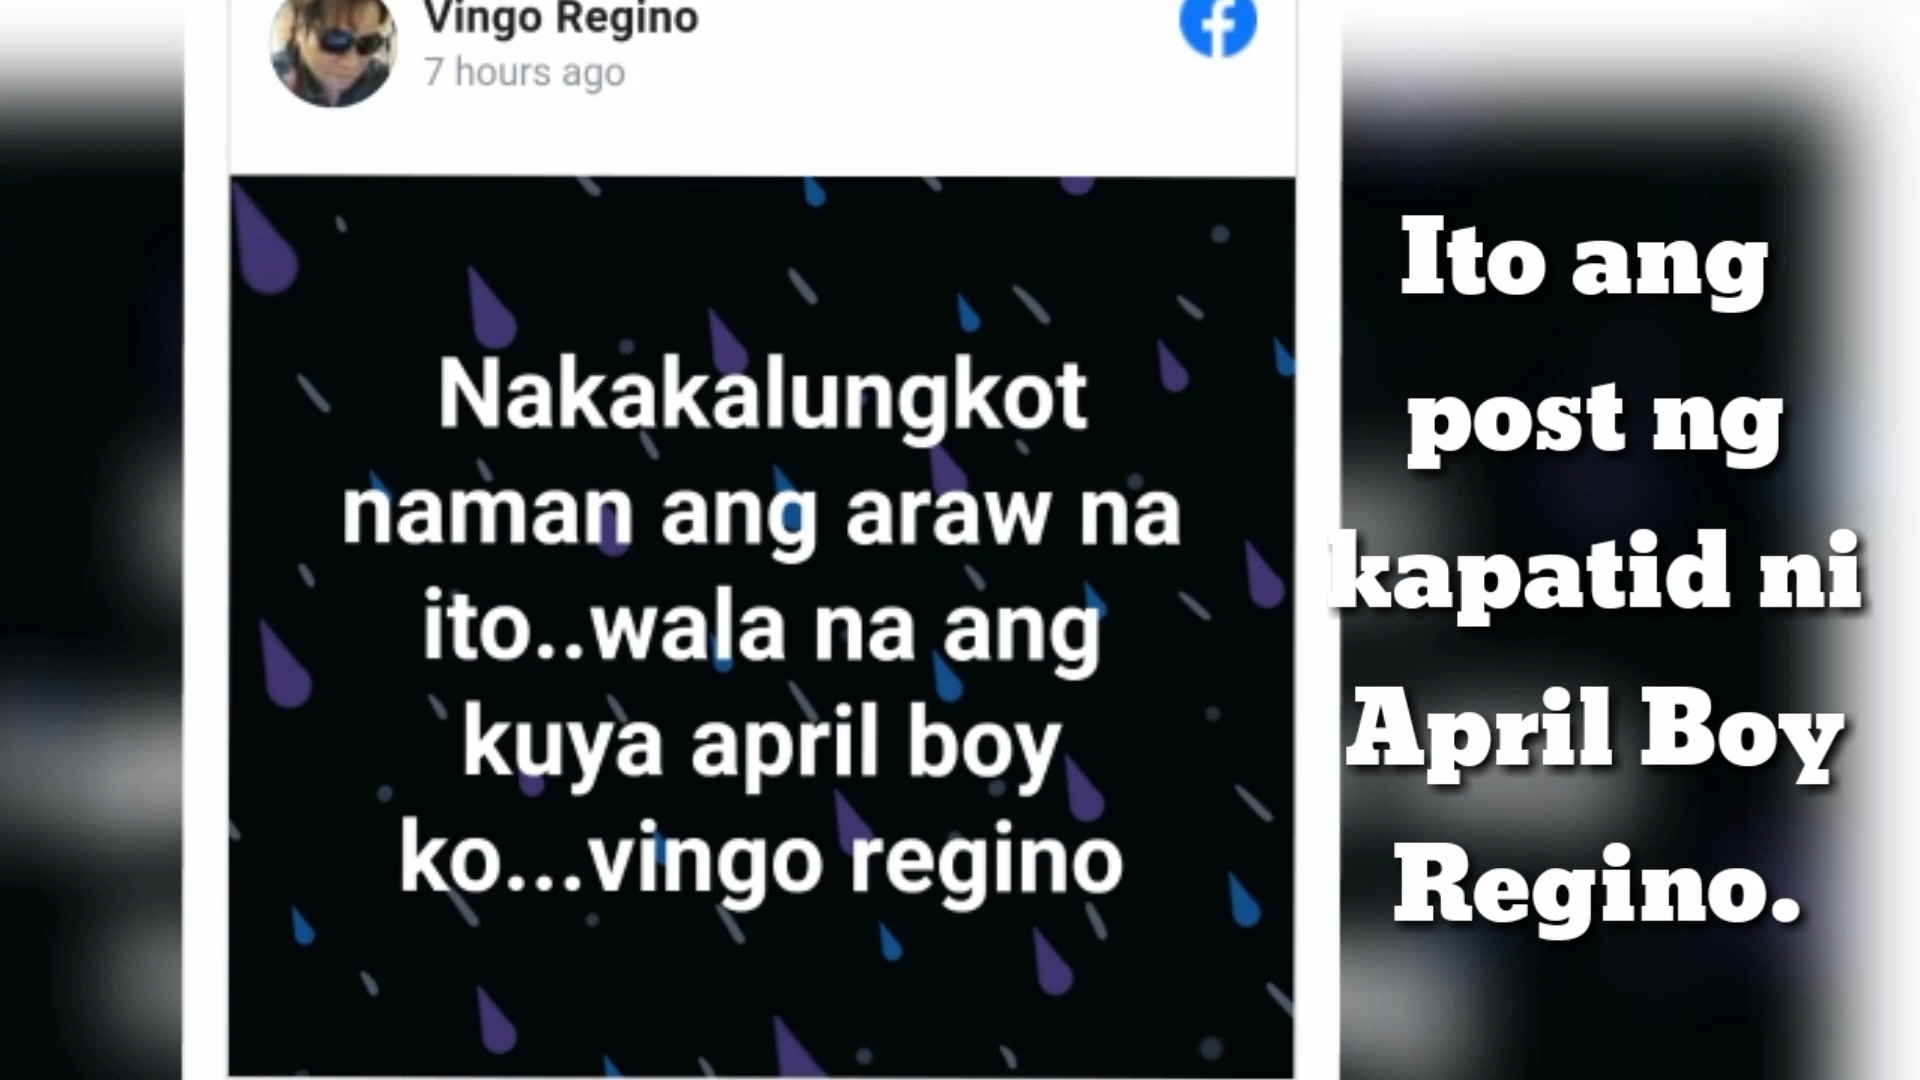 Vingo Regino
7 hours ago
Nakakalungkot
naman ang araw na
ito..wala na ang
kuya april boy
ko...vingo regino
Ito ang
post ng
kapatid ni
April Boy
Regino.